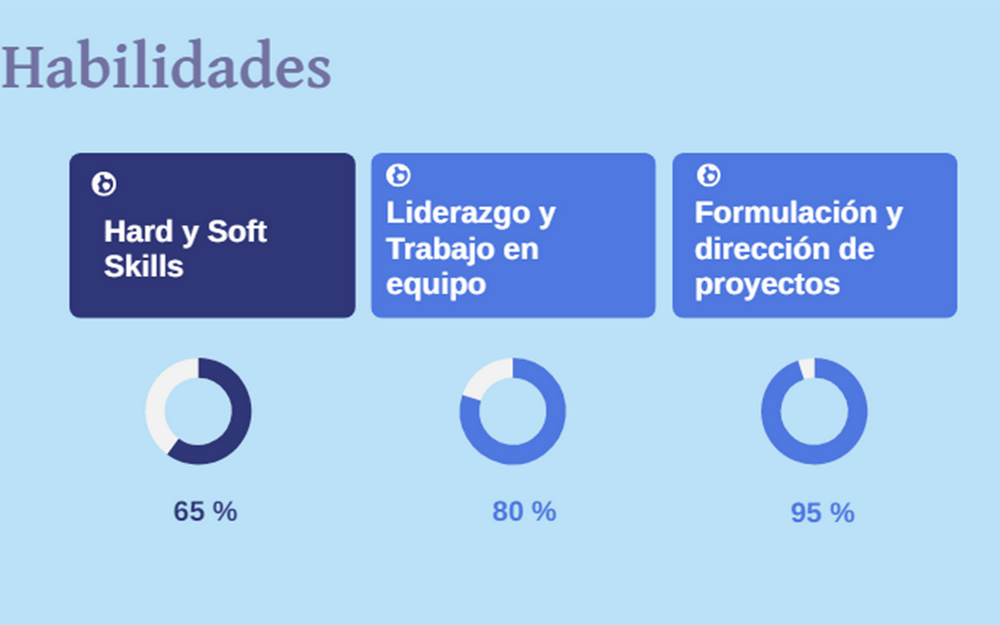 Habilidades
Hard y Soft
Skills
Liderazgo y
Trabajo en
equipo
Formulación y
dirección de
proyectos
65 %
80 %
95 %